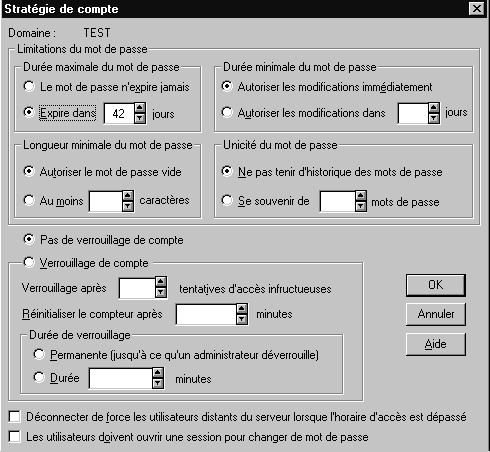 Stratégie de compte
Domaine : TEST
Limitations du mot de passe
Durée maximale du mot de passe
Le mot de passe n'expire jamais
Expire dans 42 jours
Durée minimale du mot de passe
Autoriser les modifications immédiatement
Autoriser les modifications dans jours
Longueur minimale du mot de passe
Autoriser le mot de passe vide
Au moins caractères
Unicité du mot de passe
Ne pas tenir d'historique des mots de passe
Se souvenir de mots de passe
Pas de verrouillage de compte
Verrouillage de compte
Verrouillage après tentatives d'accès infructueuses
Réinitialiser le compteur après minutes
Durée de verrouillage
Permanente (jusqu'à ce qu'un administrateur déverrouille)
Durée minutes
OK
Annuler
Aide
Déconnecter de force les utilisateurs distants du serveur lorsque l'horaire d'accès est dépassé
Les utilisateurs doivent ouvrir une session pour changer de mot de passe